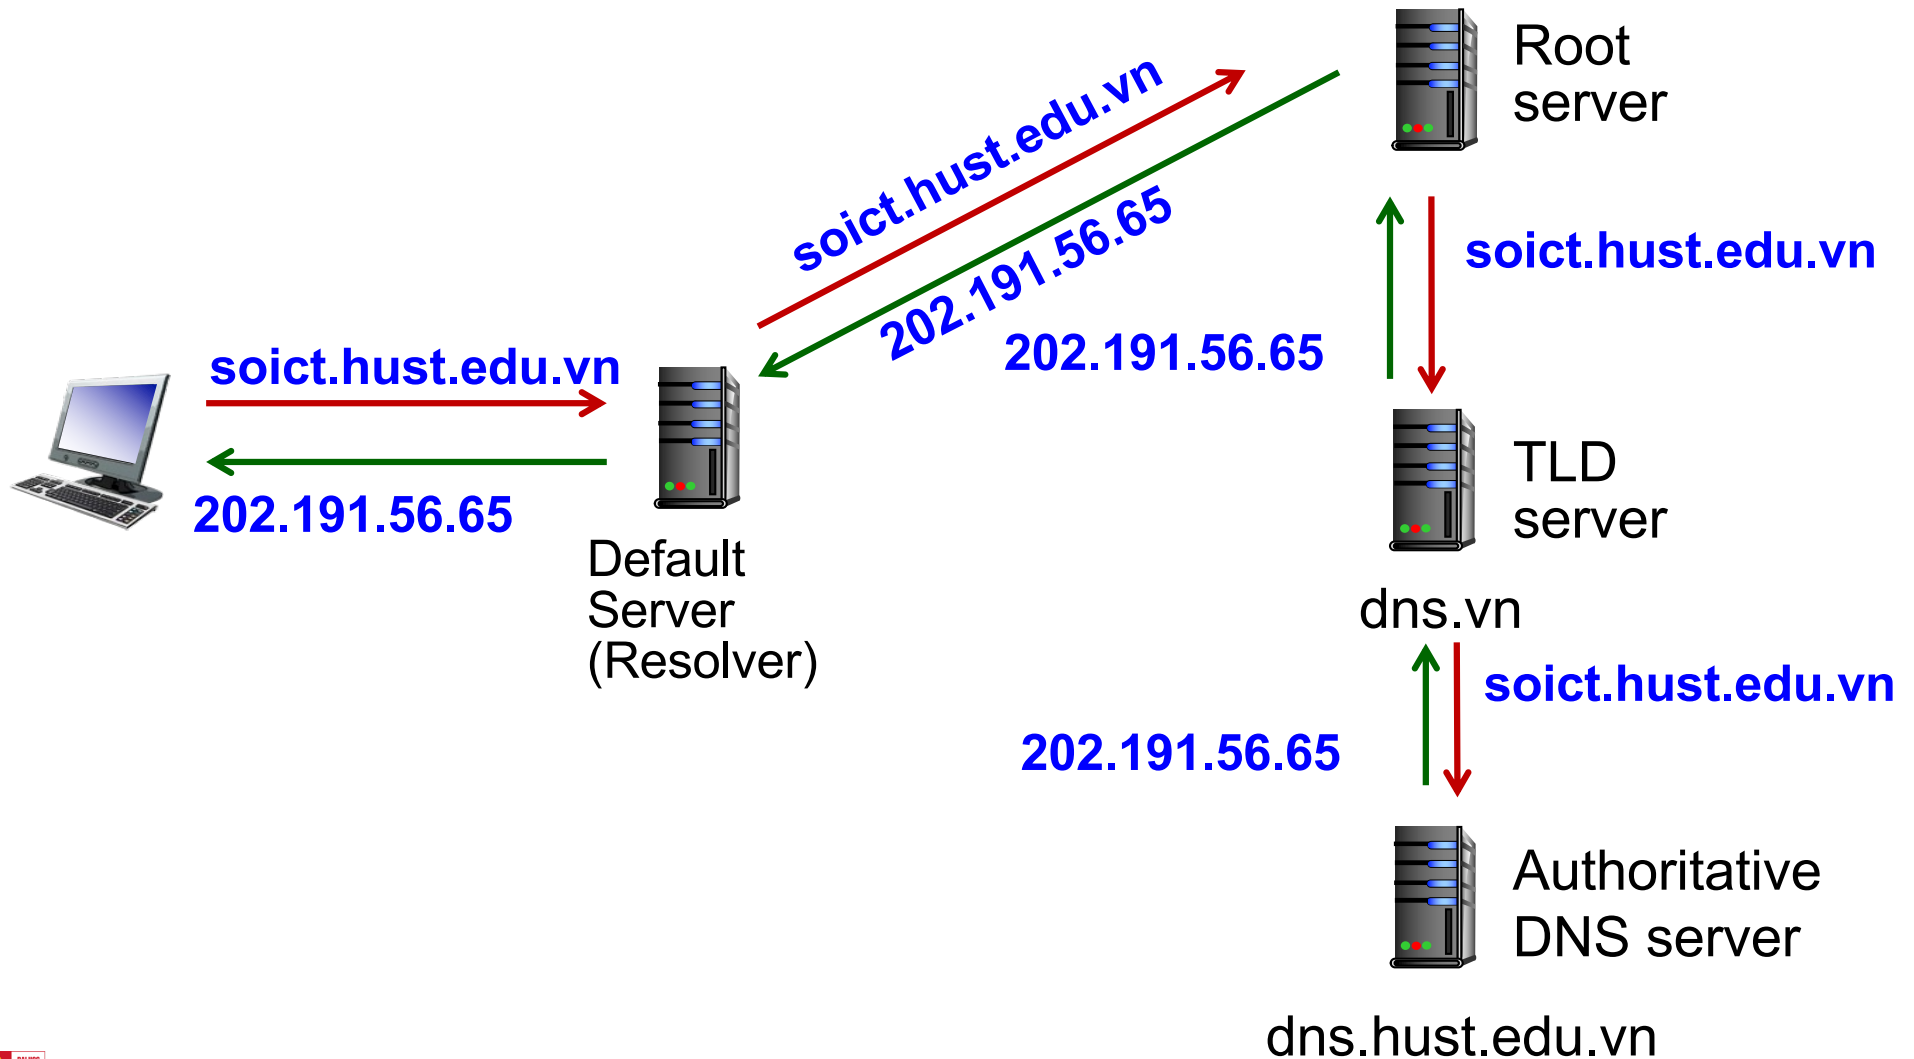 Root
server
soict.hust.edu.vn
202.191.56.65
soict.hust.edu.vn
202.191.56.65
soict.hust.edu.vn
202.191.56.65
Default
Server
(Resolver)
TLD
server
dns.vn
soict.hust.edu.vn
202.191.56.65
Authoritative
DNS server
dns.hust.edu.vn